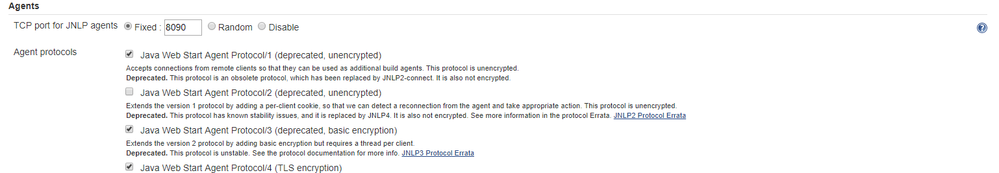 Agents
TCP port for JNLP agents Fixed : 8090 Random Disable
Agent protocols Java Web Start Agent Protocol/1 (deprecated, unencrypted)
Accepts connections from remote clients so that they can be used as additional build agents. This protocol is unencrypted.
Deprecated. This protocol is an obsolete protocol, which has been replaced by JNLP2-connect. It is also not encrypted.
Java Web Start Agent Protocol/2 (deprecated, unencrypted)
Extends the version 1 protocol by adding a per-client cookie, so that we can detect a reconnection from the agent and take appropriate action. This protocol is unencrypted.
Deprecated. This protocol has known stability issues, and it is replaced by JNLP4. It is also not encrypted. See more information in the protocol Errata. JNLP2 Protocol Errata
Java Web Start Agent Protocol/3 (deprecated, basic encryption)
Extends the version 2 protocol by adding basic encryption but requires a thread per client.
Deprecated. This protocol is unstable. See the protocol documentation for more info. JNLP3 Protocol Errata
Java Web Start Agent Protocol/4 (TLS encryption)